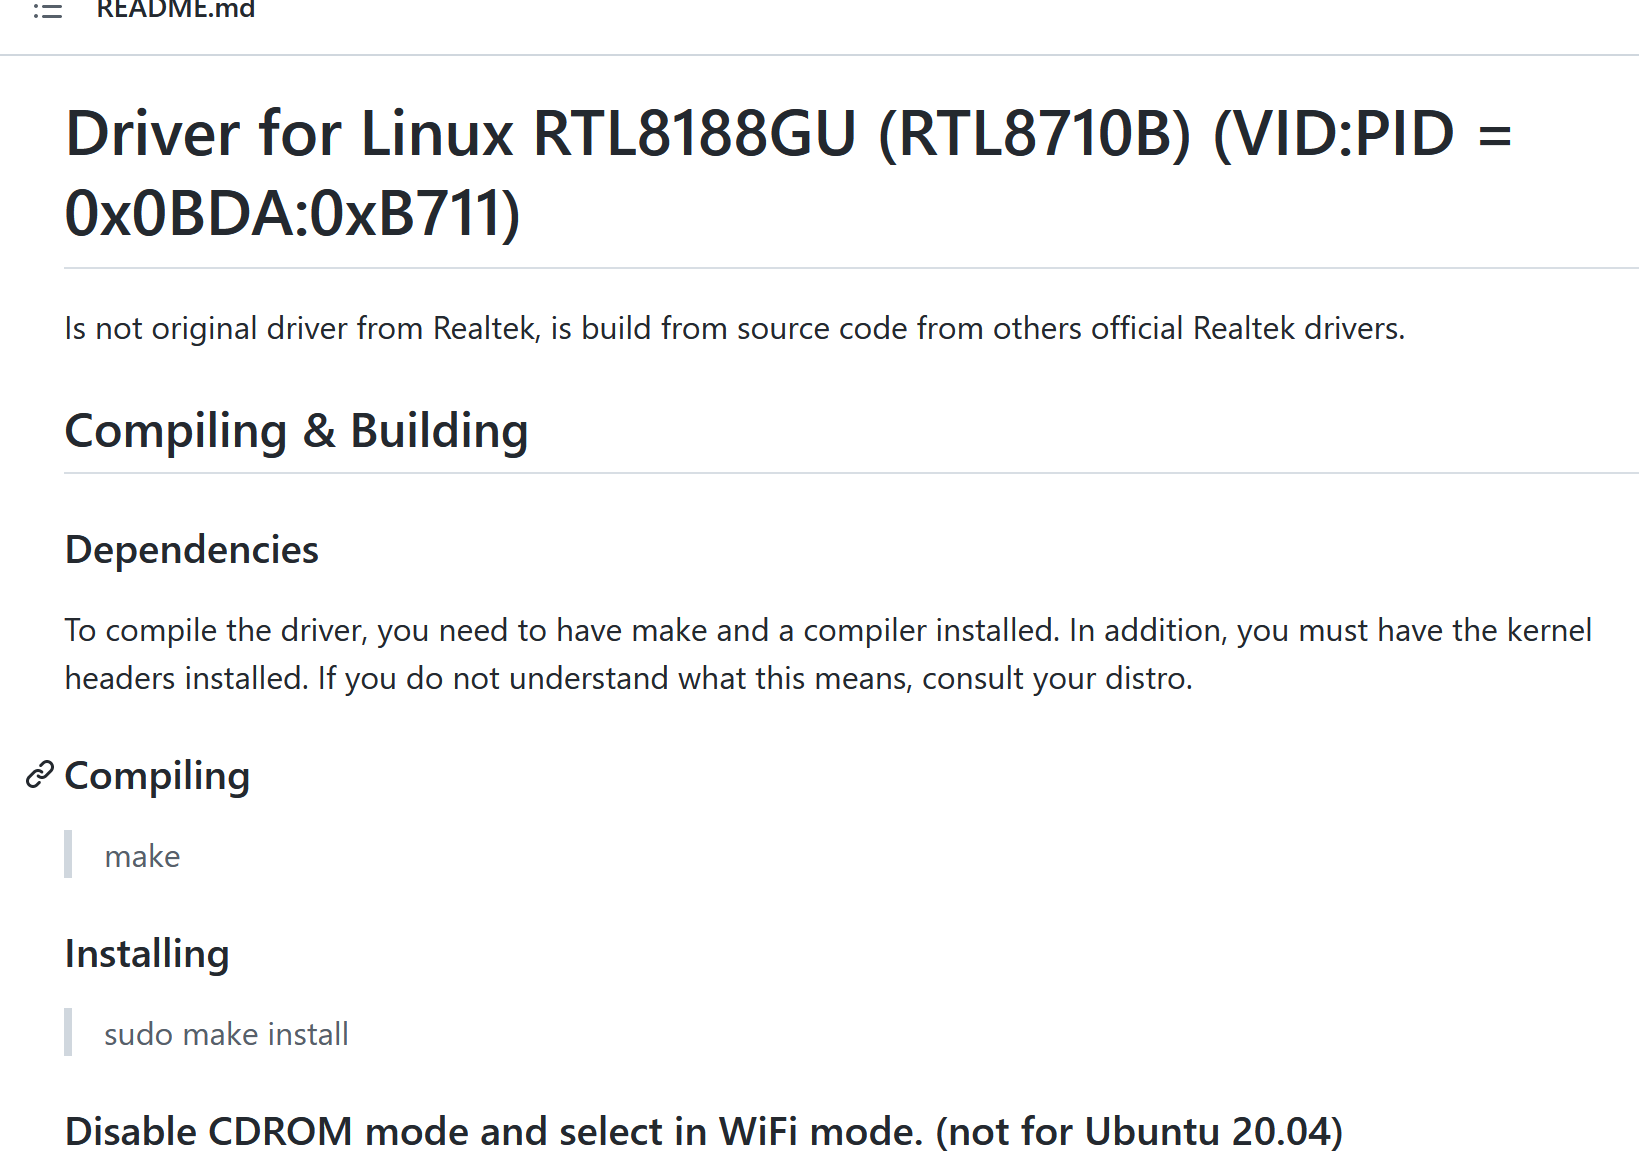 README.md
Driver for Linux RTL8188GU (RTL8710B) (VID:PID =
0x0BDA:0xB711)
Is not original driver from Realtek, is build from source code from others official Realtek drivers.
Compiling & Building
Dependencies
To compile the driver, you need to have make and a compiler installed. In addition, you must have the kernel
headers installed. If you do not understand what this means, consult your distro.
Compiling
make
Installing
sudo make install
Disable CDROM mode and select in WiFi mode. (not for Ubuntu 20.04)